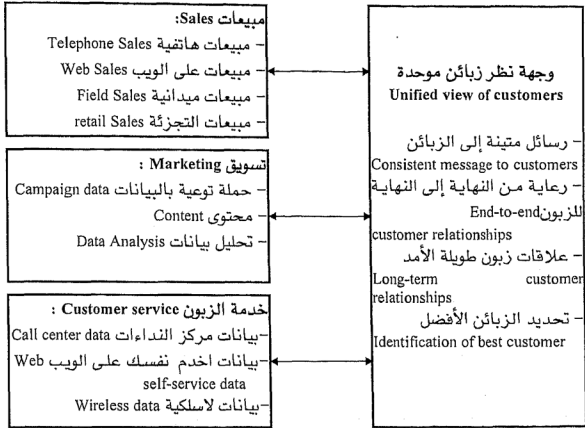 مبيعات Sales:
– مبيعات هاتفية Telephone Sales
– مبيعات على الويب Web Sales
– مبيعات ميدانية Field Sales
– مبيعات التجزئة retail Sales
تسويق Marketing :
– حملة توعية بالبيانات Campaign data
– محتوى Content
– تحليل بيانات Data Analysis
خدمة الزبون Customer service :
–بيانات مركز النداءات Call center data
–بيانات اخدم نفسك على الويب Web
self-service data
–بيانات لاسلكية Wireless data
وجهة نظر زبائن موحدة
Unified view of customers
– رسائل متينة إلى الزبائن
Consistent message to customers
– رعاية من النهاية إلى النهاية
للزبونEnd-to-end
customer relationships
– علاقات زبون طويلة الأمد
Long-term customer
relationships
– تحديد الزبائن الأفضل
Identification of best customer